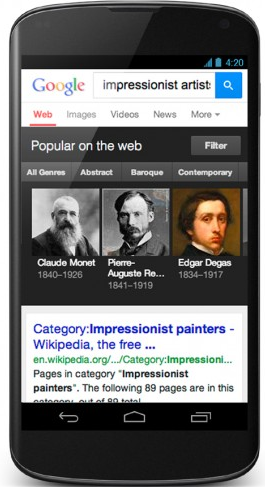 4:20
Google impressionist artist
Web Images Videos News More
Popular on the web Filter
All Genres Abstract Baroque Contemporary
Claude Monet Pierre- Edgar Degas
1840–1926 Auguste Re... 1834–1917
1841–1919
Category:Impressionist painters -
Wikipedia, the free ...
en.wikipedia.org/.../Category:Impressioni...
Pages in category "Impressionist
painters". The following 89 pages are in this
category, out of 89 total